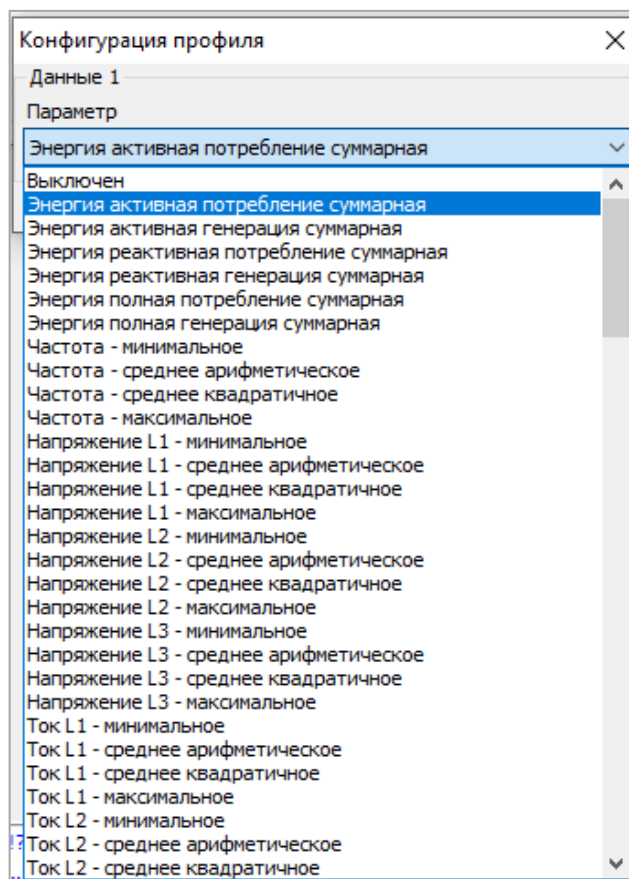 Конфигурация профиля
Данные 1
Параметр
Энергия активная потребление суммарная
Выключен
Энергия активная потребление суммарная
Энергия активная генерация суммарная
Энергия реактивная потребление суммарная
Энергия реактивная генерация суммарная
Энергия полная потребление суммарная
Энергия полная генерация суммарная
Частота - минимальное
Частота - среднее арифметическое
Частота - среднее квадратичное
Частота - максимальное
Напряжение L1 - минимальное
Напряжение L1 - среднее арифметическое
Напряжение L1 - среднее квадратичное
Напряжение L1 - максимальное
Напряжение L2 - минимальное
Напряжение L2 - среднее арифметическое
Напряжение L2 - среднее квадратичное
Напряжение L2 - максимальное
Напряжение L3 - минимальное
Напряжение L3 - среднее арифметическое
Напряжение L3 - среднее квадратичное
Напряжение L3 - максимальное
Ток L1 - минимальное
Ток L1 - среднее арифметическое
Ток L1 - среднее квадратичное
Ток L1 - максимальное
Ток L2 - минимальное
Ток L2 - среднее арифметическое
Ток L2 - среднее квадратичное